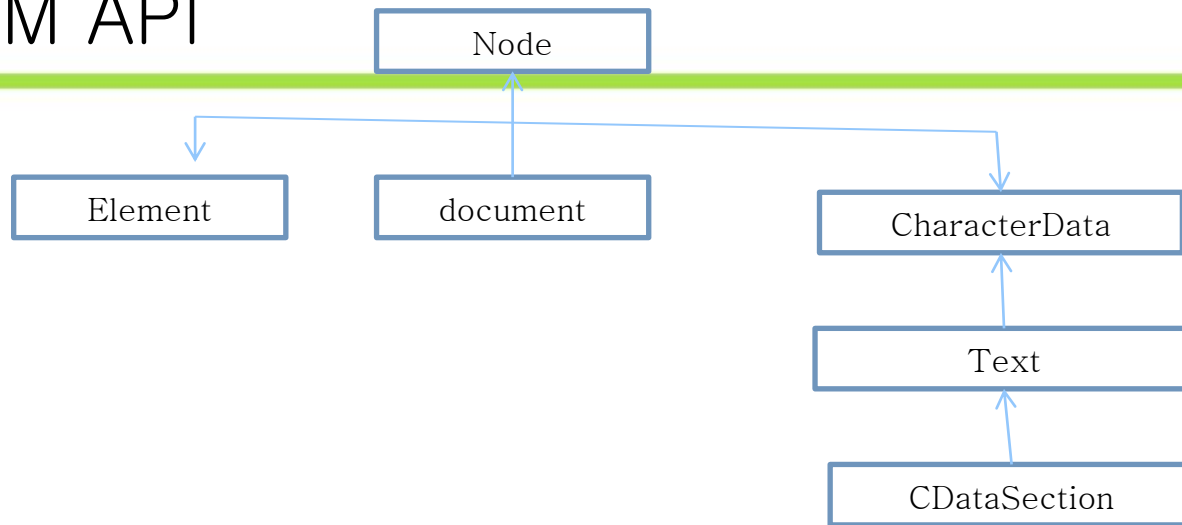 M API
Node
Element
document
CharacterData
Text
CDataSection